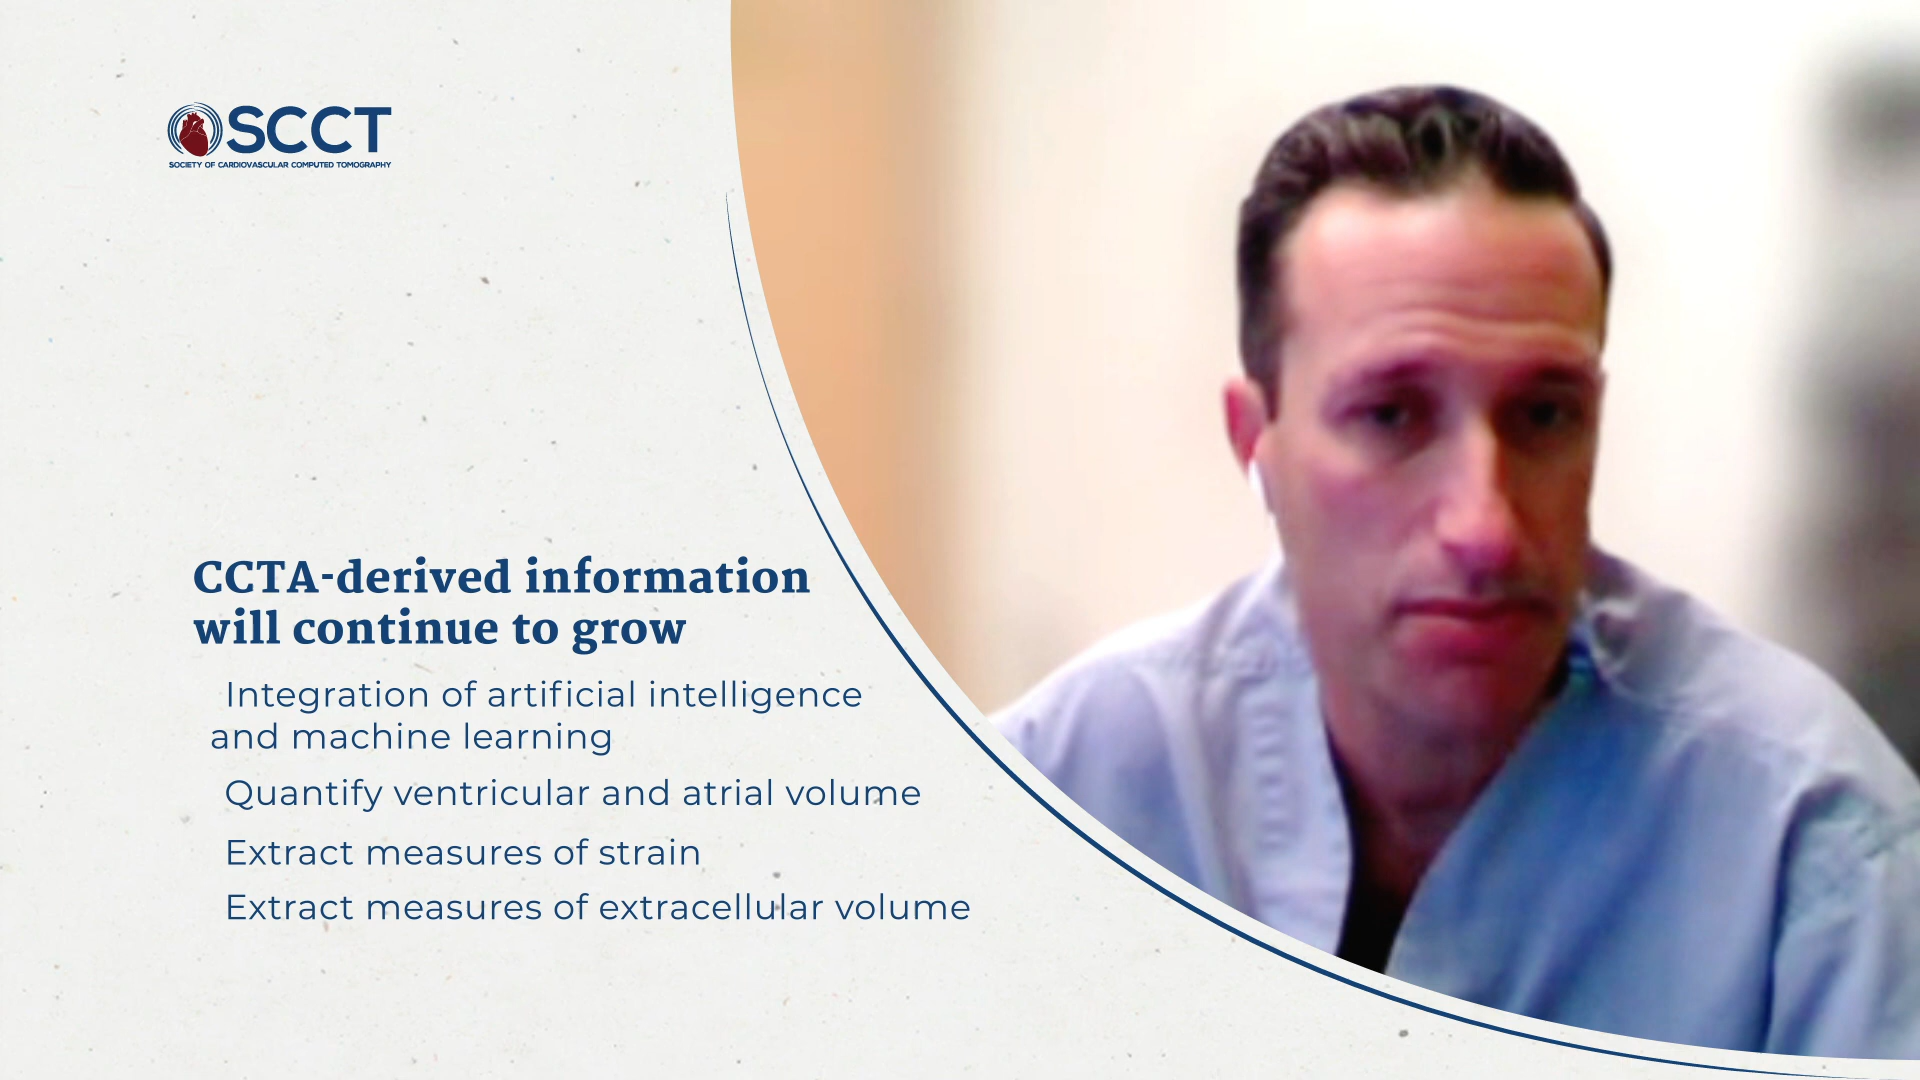 SCCT
SOCIETY OF CARDIOVASCULAR COMPUTED TOMOGRAPHY
CCTA-derived information
will continue to grow
Integration of artificial intelligence
and machine learning
Quantify ventricular and atrial volume
Extract measures of strain
Extract measures of extracellular volume